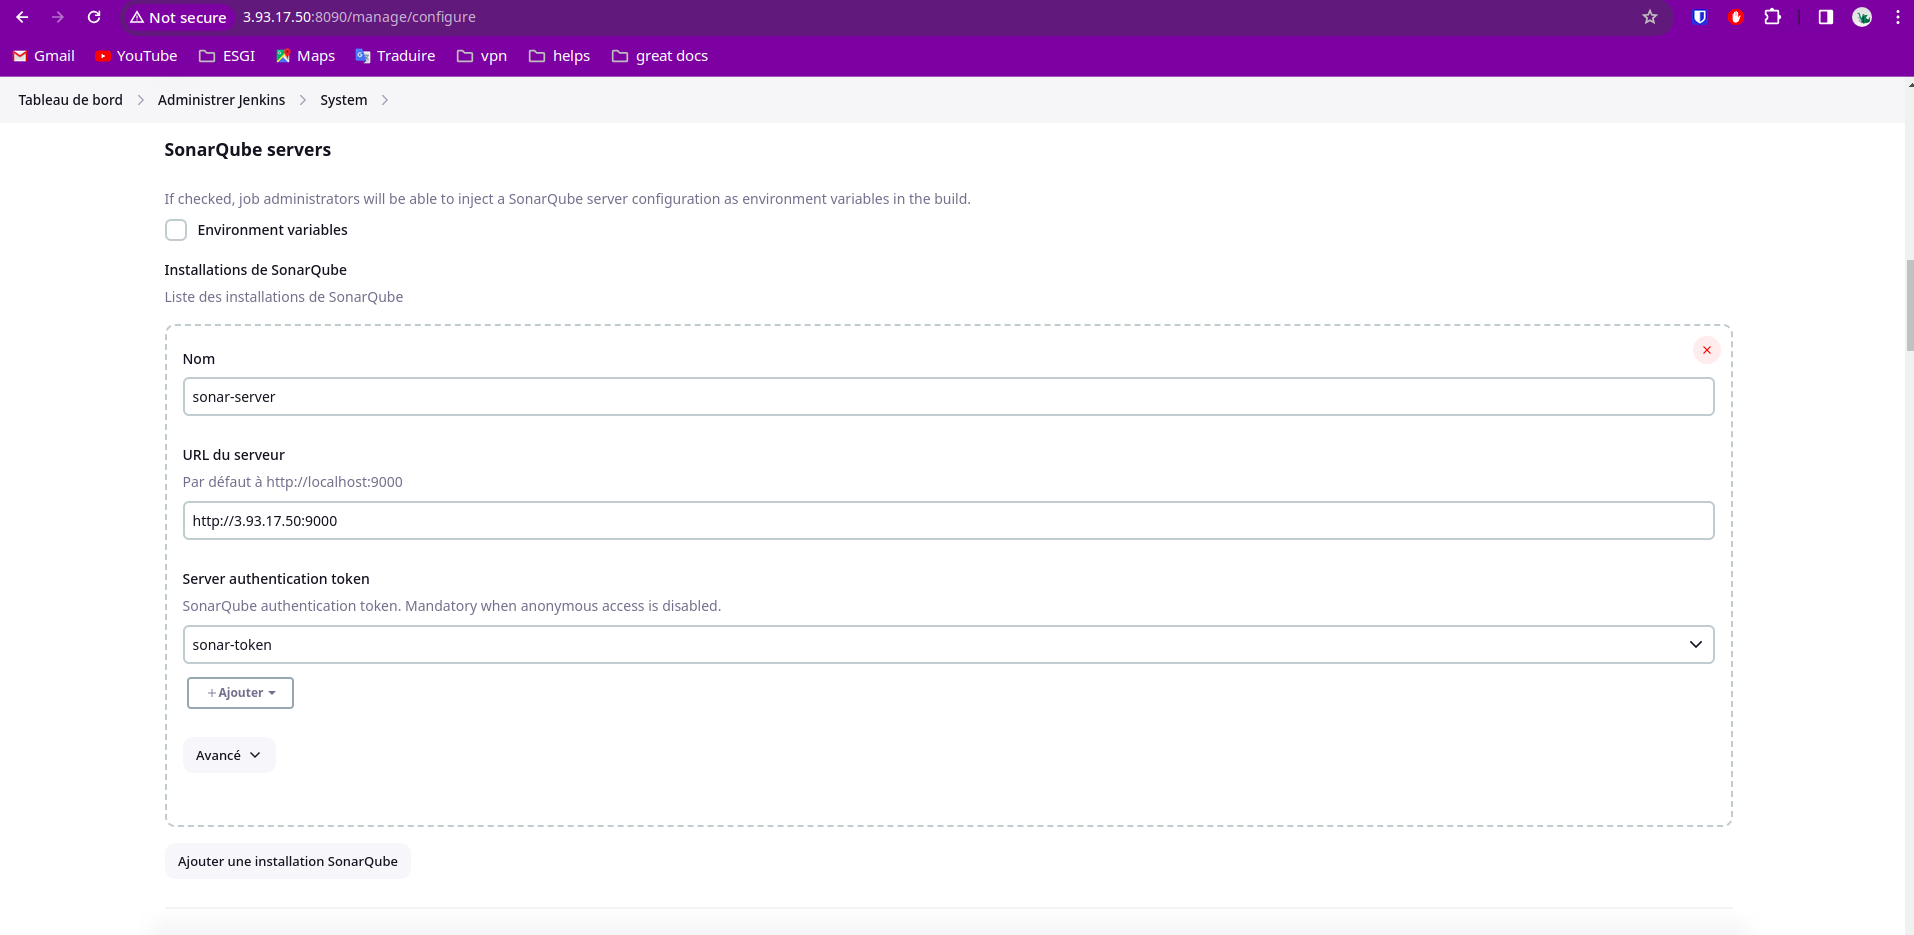 Not secure 3.93.17.50:8090/manage/configure
Gmail YouTube ESGI Maps Traduire vpn helps great docs
Tableau de bord Administrer Jenkins System
SonarQube servers
If checked, job administrators will be able to inject a SonarQube server configuration as environment variables in the build.
Environment variables
Installations de SonarQube
Liste des installations de SonarQube
Nom
sonar-server
URL du serveur
Par défaut à http://localhost:9000
http://3.93.17.50:9000
Server authentication token
SonarQube authentication token. Mandatory when anonymous access is disabled.
sonar-token
+ Ajouter
Avancé
Ajouter une installation SonarQube